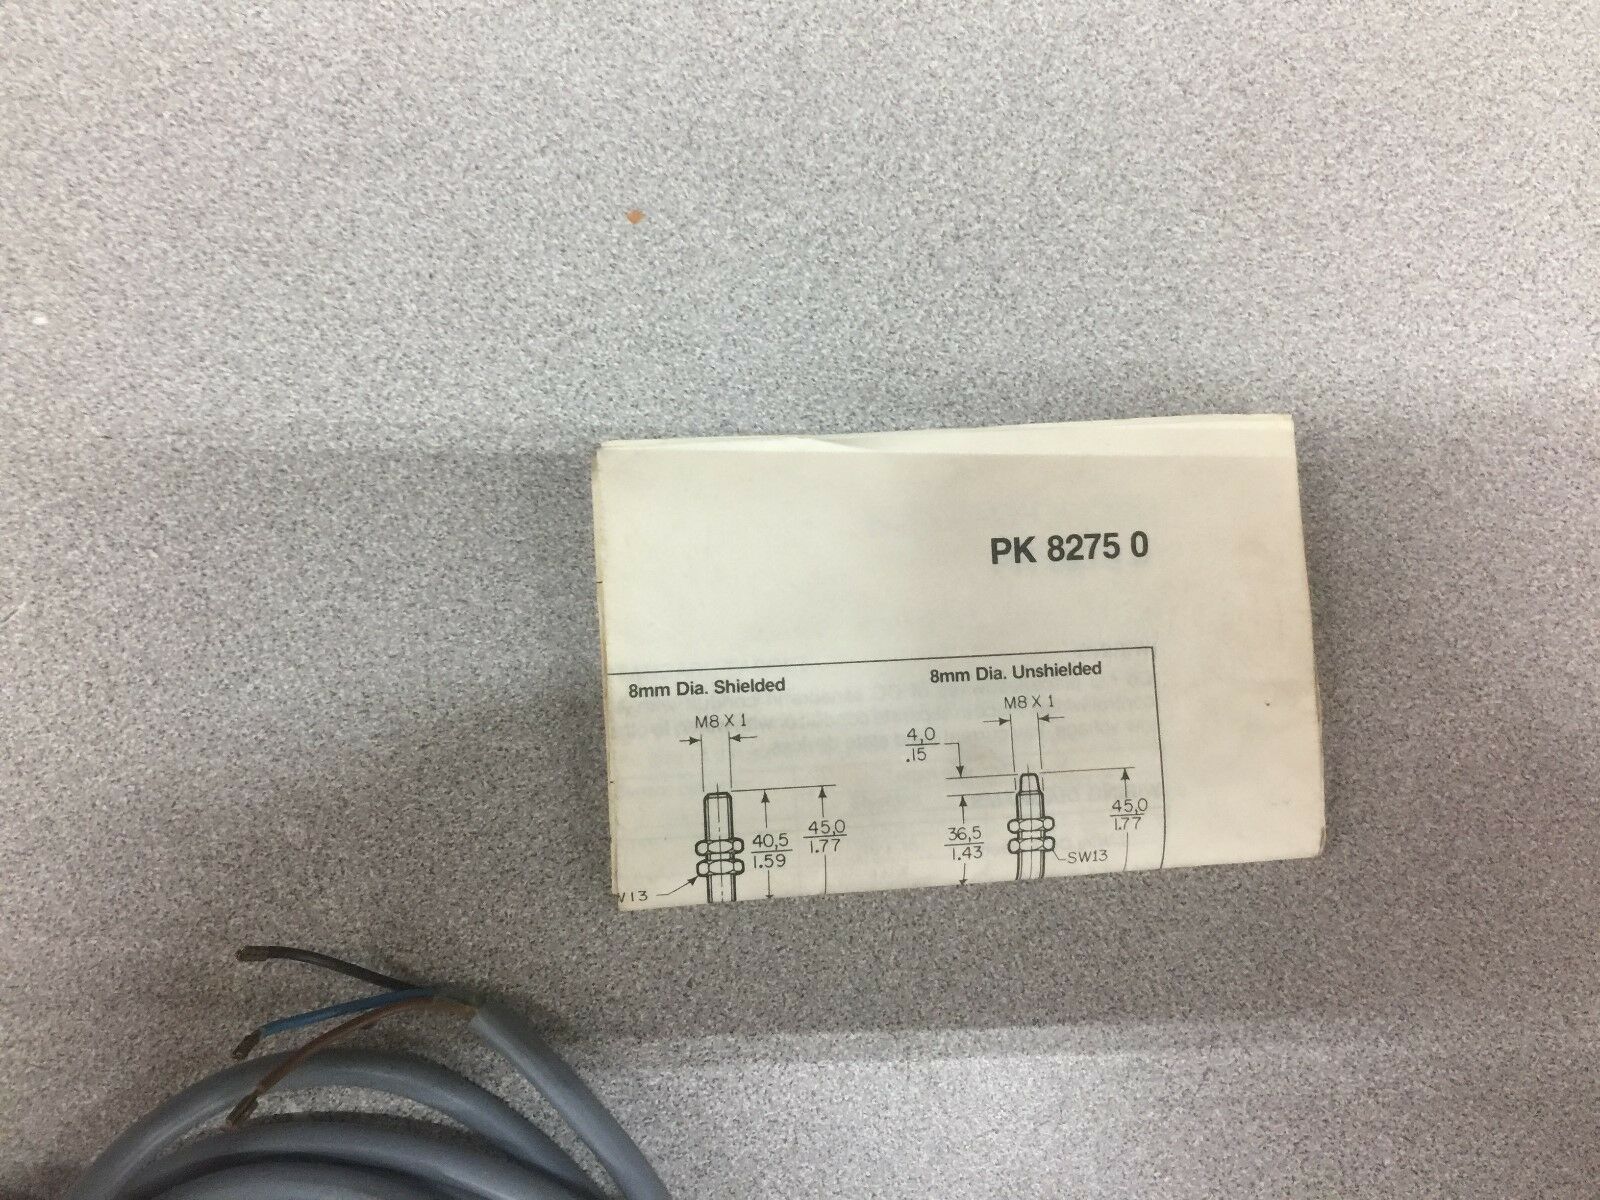 PK 8275 0
8mm Dia. Shielded
8mm Dia. Unshielded
M8 X 1
M8 X 1
4,0
.15
40,5
1.59
45,0
1.77
36,5
1.43
45,0
1.77
SW13
V13